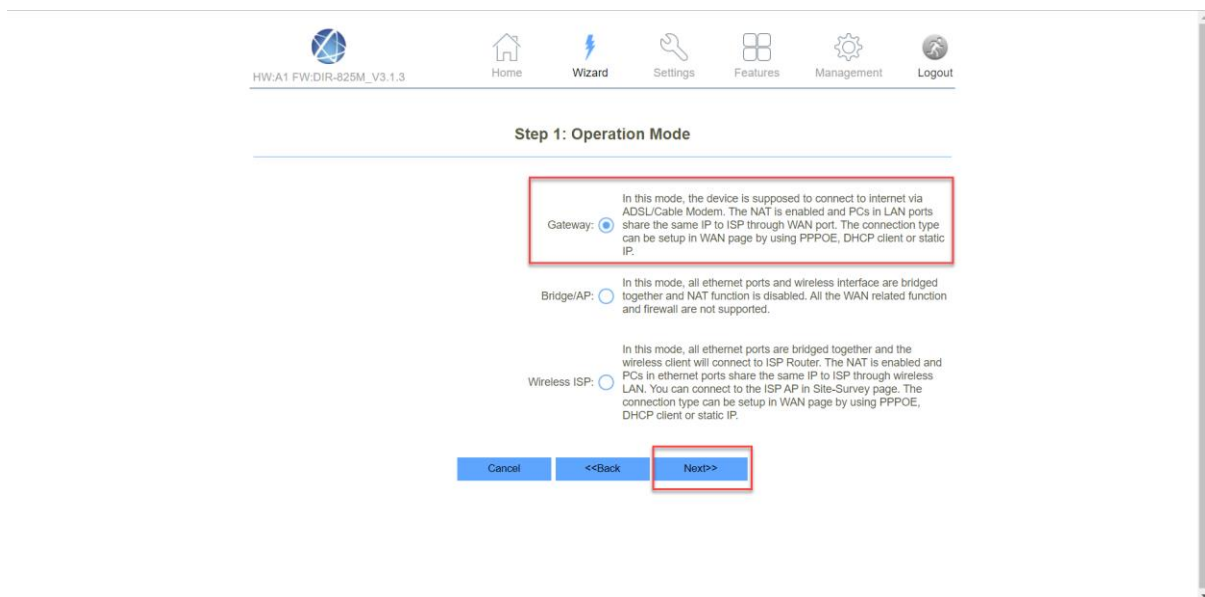 HW:A1 FW:DIR-825M_V3.1.3
Home
Wizard
Settings
Features
Management
Logout
Step 1: Operation Mode
Gateway:
In this mode, the device is supposed to connect to internet via
ADSL/Cable Modem. The NAT is enabled and PCs in LAN ports
share the same IP to ISP through WAN port. The connection type
can be setup in WAN page by using PPPOE, DHCP client or static
IP.
Bridge/AP:
In this mode, all ethernet ports and wireless interface are bridged
together and NAT function is disabled. All the WAN related function
and firewall are not supported.
Wireless ISP:
In this mode, all ethernet ports are bridged together and the
wireless client will connect to ISP Router. The NAT is enabled and
PCs in ethernet ports share the same IP to ISP through wireless
LAN. You can connect to the ISP AP in Site-Survey page. The
connection type can be setup in WAN page by using PPPOE,
DHCP client or static IP.
Cancel
<<Back
Next>>